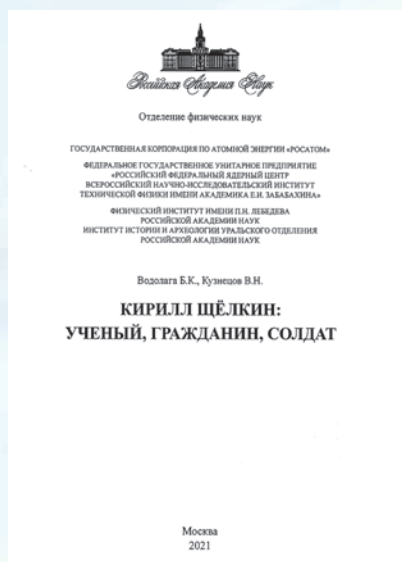 Российская Академия Наук
Отделение физических наук
ГОСУДАРСТВЕННАЯ КОРПОРАЦИЯ ПО АТОМНОЙ ЭНЕРГИИ «РОСАТОМ»
ФЕДЕРАЛЬНОЕ ГОСУДАРСТВЕННОЕ УНИТАРНОЕ ПРЕДПРИЯТИЕ
«РОССИЙСКИЙ ФЕДЕРАЛЬНЫЙ ЯДЕРНЫЙ ЦЕНТР
ВСЕРОССИЙСКИЙ НАУЧНО-ИССЛЕДОВАТЕЛЬСКИЙ ИНСТИТУТ
ТЕХНИЧЕСКОЙ ФИЗИКИ ИМЕНИ АКАДЕМИКА Е.И. ЗАБАБАХИНА»
ФИЗИЧЕСКИЙ ИНСТИТУТ ИМЕНИ П.Н. ЛЕБЕДЕВА
РОССИЙСКОЙ АКАДЕМИИ НАУК
ИНСТИТУТ ИСТОРИИ И АРХЕОЛОГИИ УРАЛЬСКОГО ОТДЕЛЕНИЯ
РОССИЙСКОЙ АКАДЕМИИ НАУК
Водолага Б.К., Кузнецов В.Н.
КИРИЛЛ ЩЁЛКИН:
УЧЕНЫЙ, ГРАЖДАНИН, СОЛДАТ
Москва
2021